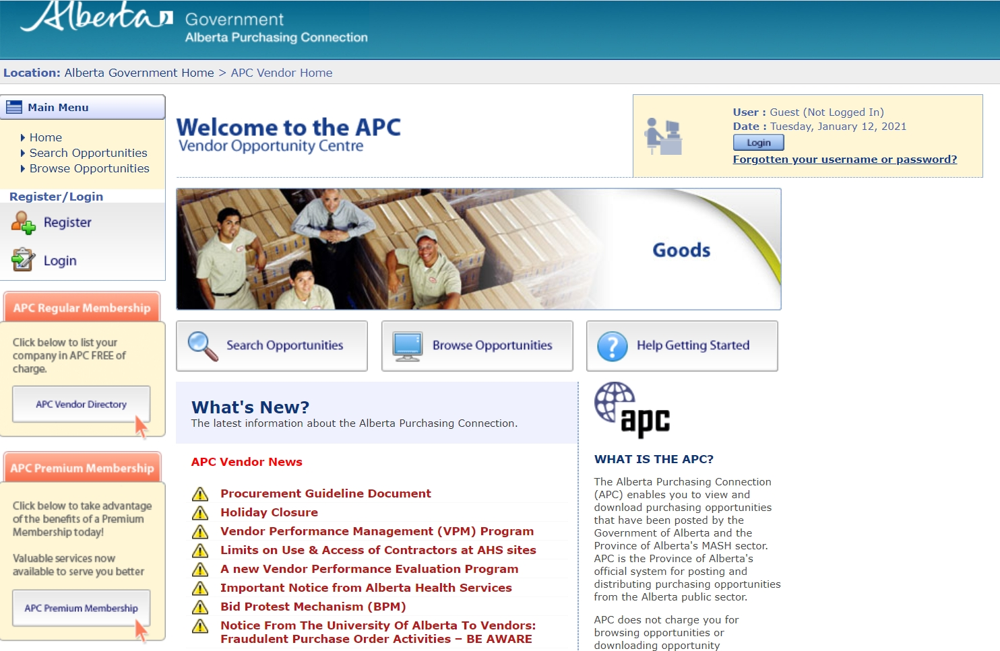 Alberta
Government
Alberta Purchasing Connection
Location: Alberta Government Home > APC Vendor Home
Main Menu
Home
Search Opportunities
Browse Opportunities
Register/Login
Register
Login
APC Regular Membership
Click below to list your
company in APC FREE of
charge.
APC Vendor Directory
APC Premium Membership
Click below to take advantage
of the benefits of a Premium
Membership today!
Valuable services now
available to serve you better
APC Premium Membership
Welcome to the APC
Vendor Opportunity Centre
User : Guest (Not Logged In)
Date : Tuesday, January 12, 2021
Login
Forgotten your username or password?
Goods
Search Opportunities
Browse Opportunities
Help Getting Started
What's New?
The latest information about the Alberta Purchasing Connection.
APC Vendor News
Procurement Guideline Document
Holiday Closure
Vendor Performance Management (VPM) Program
Limits on Use & Access of Contractors at AHS sites
A new Vendor Performance Evaluation Program
Important Notice from Alberta Health Services
Bid Protest Mechanism (BPM)
Notice From The University Of Alberta To Vendors:
Fraudulent Purchase Order Activities – BE AWARE
apc
WHAT IS THE APC?
The Alberta Purchasing Connection
(APC) enables you to view and
download purchasing opportunities
that have been posted by the
Government of Alberta and the
Province of Alberta's MASH sector.
APC is the Province of Alberta's
official system for posting and
distributing purchasing opportunities
from the Alberta public sector.
APC does not charge you for
browsing opportunities or
downloading opportunity